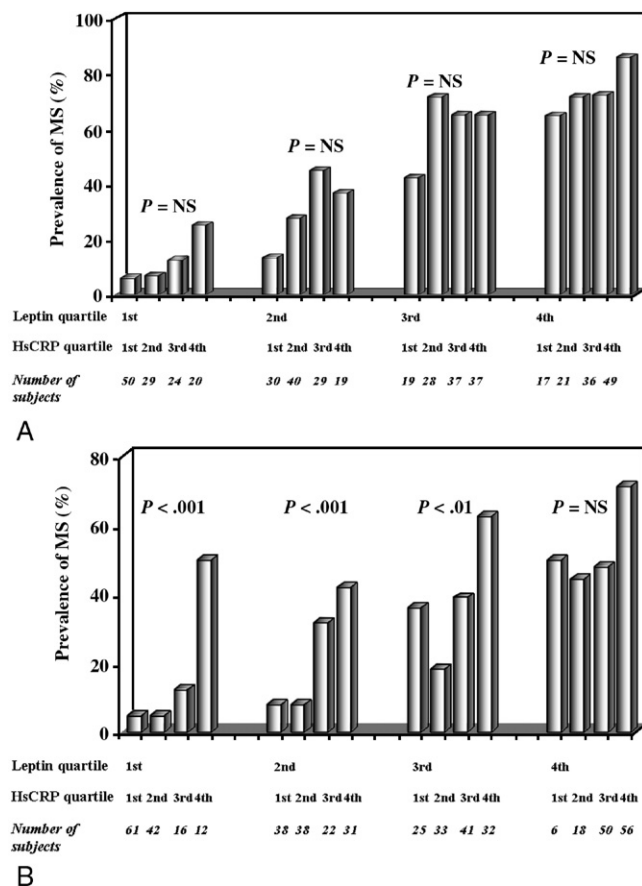 100
80
60
40
20
0
Prevalence of MS (%)
P = NS
P = NS
P = NS
P = NS
Leptin quartile 1st 2nd 3rd 4th
HsCRP quartile 1st 2nd 3rd 4th 1st 2nd 3rd 4th 1st 2nd 3rd 4th 1st 2nd 3rd 4th
Number of 50 29 24 20 30 40 29 19 19 28 37 37 17 21 36 49
subjects
A
80
60
40
20
0
Prevalence of MS (%)
P < .001 P < .001 P < .01 P = NS
Leptin quartile 1st 2nd 3rd 4th
HsCRP quartile 1st 2nd 3rd 4th 1st 2nd 3rd 4th 1st 2nd 3rd 4th 1st 2nd 3rd 4th
Number of 61 42 16 12 38 38 22 31 25 33 41 32 6 18 50 56
subjects
B